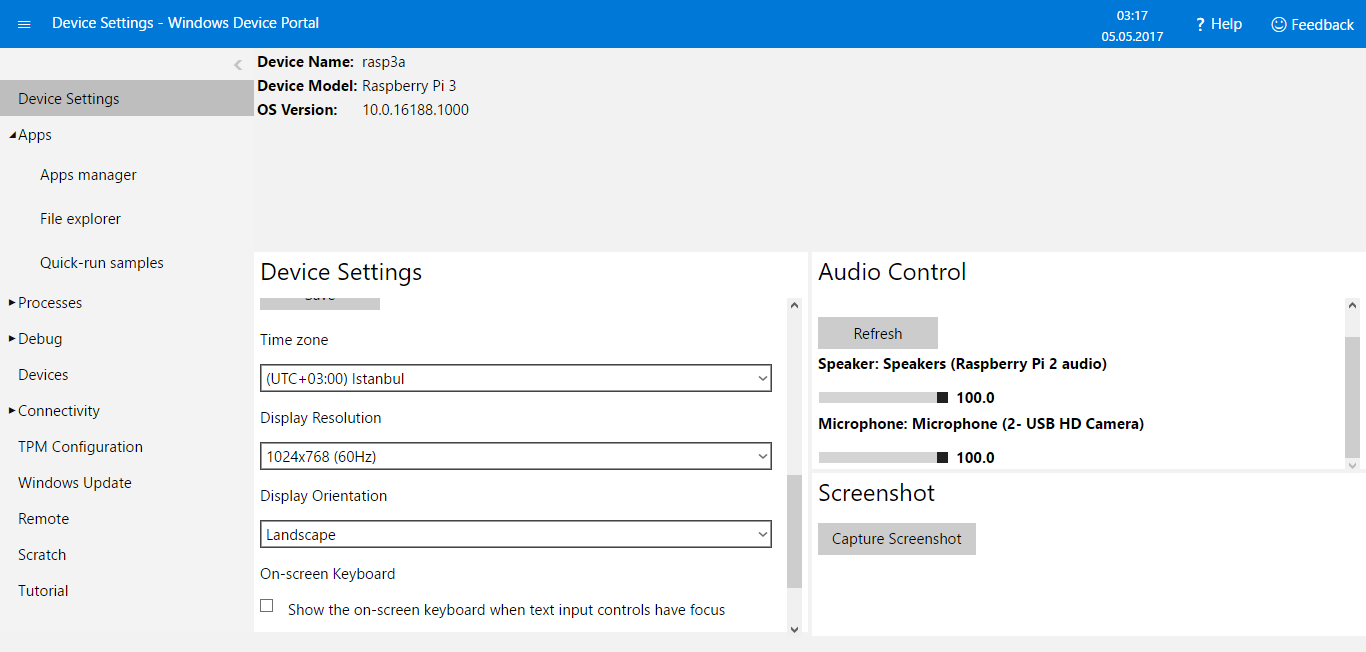 Device Settings - Windows Device Portal
03:17
05.05.2017
? Help
Feedback
Device Name: rasp3a
Device Model: Raspberry Pi 3
OS Version: 10.0.16188.1000
Device Settings
Apps
Apps manager
File explorer
Quick-run samples
Processes
Debug
Devices
Connectivity
TPM Configuration
Windows Update
Remote
Scratch
Tutorial
Device Settings
Save
Time zone
(UTC+03:00) Istanbul
Display Resolution
1024x768 (60Hz)
Display Orientation
Landscape
On-screen Keyboard
Show the on-screen keyboard when text input controls have focus
Audio Control
Refresh
Speaker: Speakers (Raspberry Pi 2 audio)
100.0
Microphone: Microphone (2- USB HD Camera)
100.0
Screenshot
Capture Screenshot